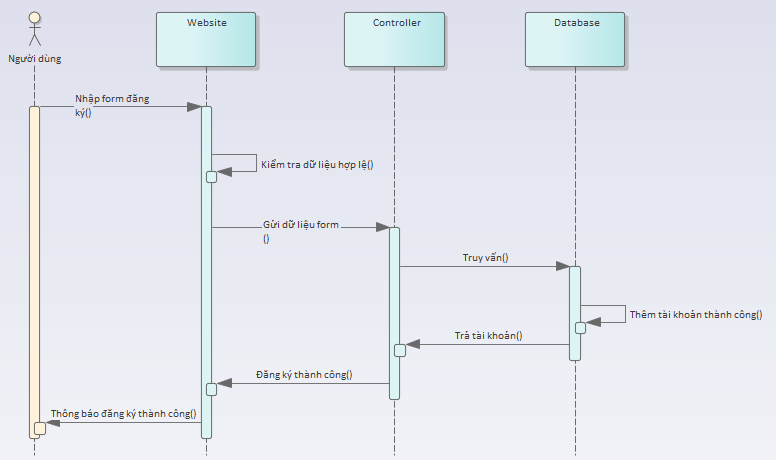 Website
Controller
Database
Người dùng
Nhập form đăng
ký()
Kiểm tra dữ liệu hợp lệ()
Gửi dữ liệu form
()
Truy vấn()
Thêm tài khoản thành công()
Trả tài khoản()
Đăng ký thành công()
Thông báo đăng ký thành công()